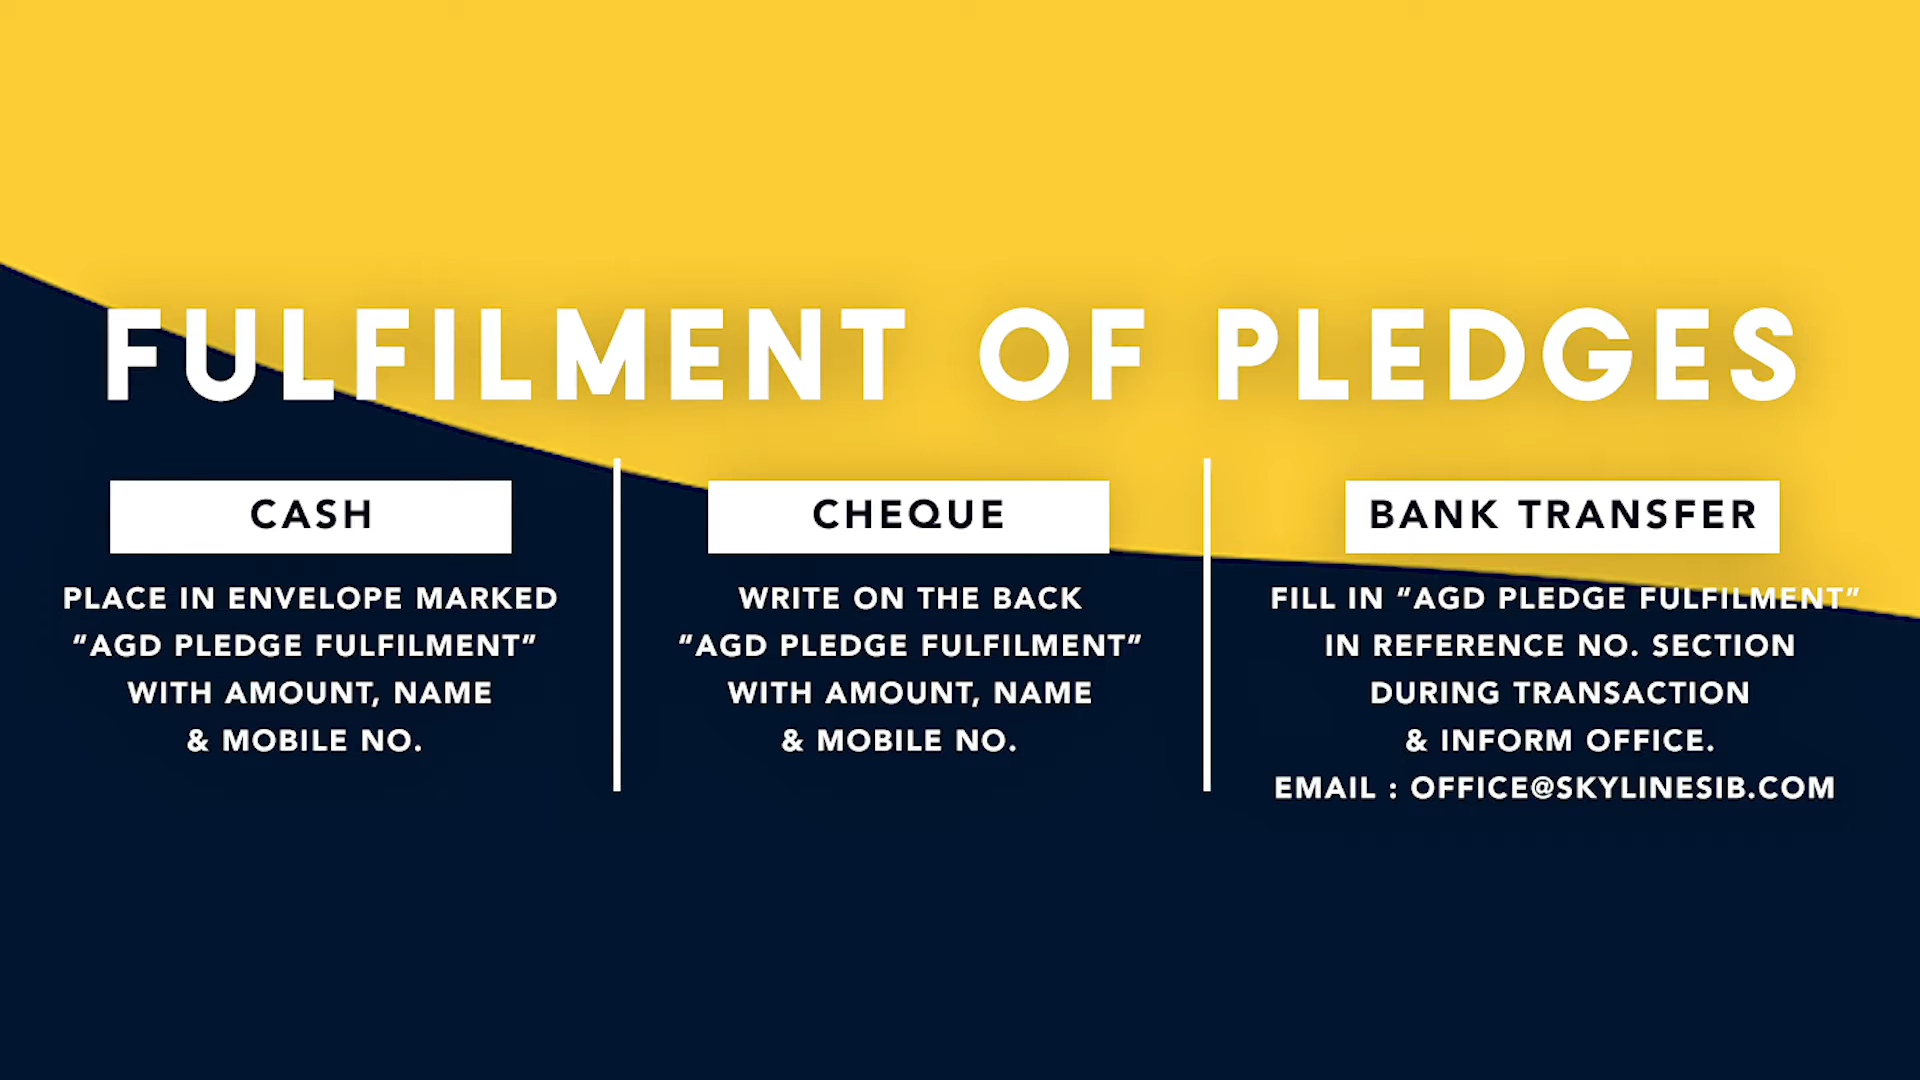 FULFILMENT OF PLEDGES
CASH
PLACE IN ENVELOPE MARKED
“AGD PLEDGE FULFILMENT”
WITH AMOUNT, NAME
& MOBILE NO.
CHEQUE
WRITE ON THE BACK
“AGD PLEDGE FULFILMENT”
WITH AMOUNT, NAME
& MOBILE NO.
BANK TRANSFER
FILL IN “AGD PLEDGE FULFILMENT”
IN REFERENCE NO. SECTION
DURING TRANSACTION
& INFORM OFFICE.
EMAIL : OFFICE@SKYLINESIB.COM